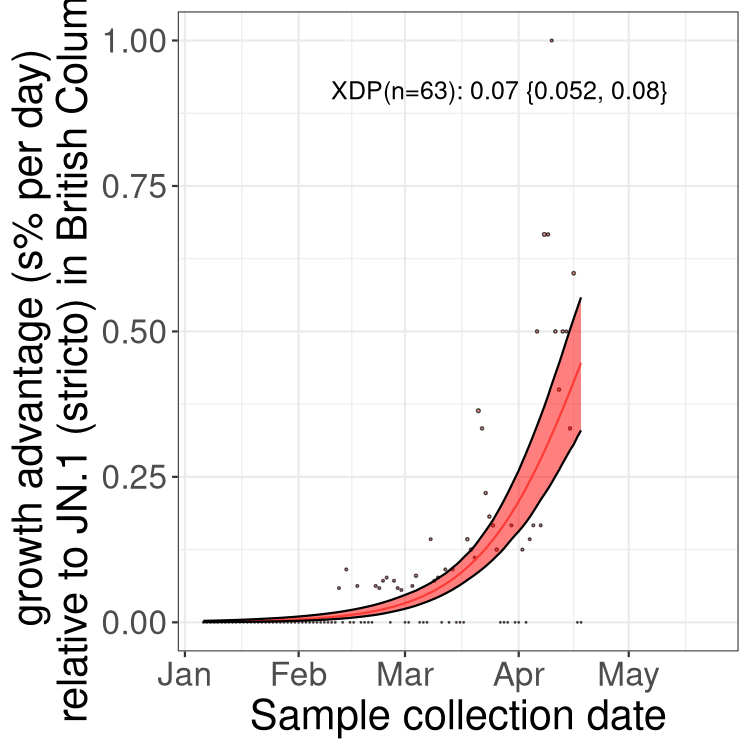 growth advantage (s% per day)
relative to JN.1 (stricto) in British Colum
1.00
0.75
0.50
0.25
0.00
XDP(n=63): 0.07 {0.052, 0.08}
Jan Feb Mar Apr May
Sample collection date